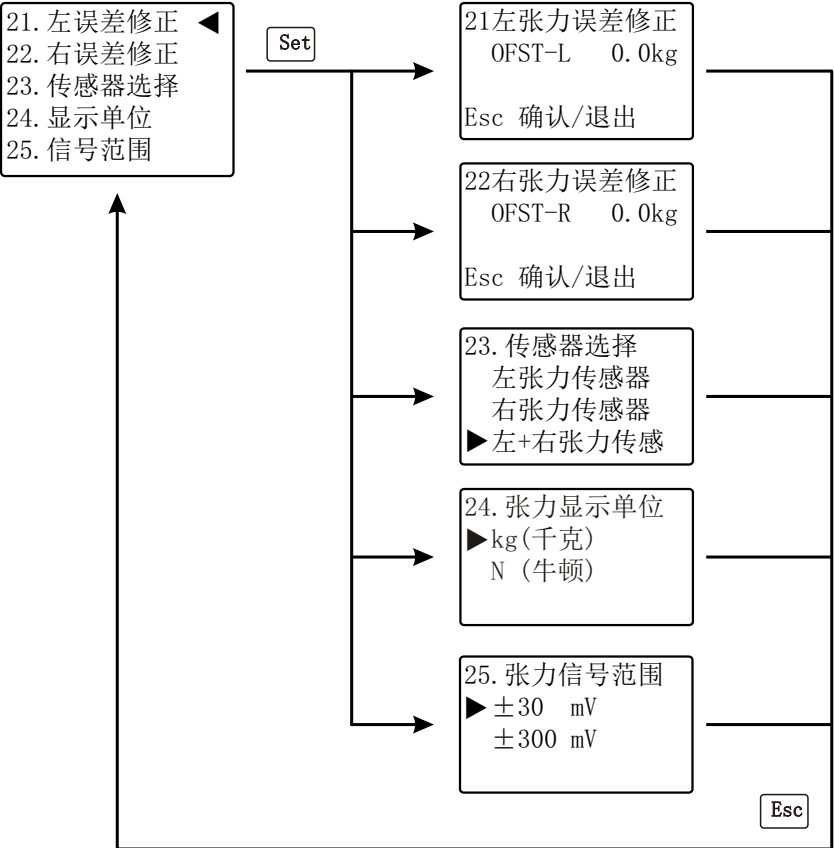 21.左误差修正 ◀
22.右误差修正
23.传感器选择
24.显示单位
25.信号范围
Set
21左张力误差修正
OFST-L 0.0kg
Esc 确认/退出
22右张力误差修正
OFST-R 0.0kg
Esc 确认/退出
23.传感器选择
左张力传感器
右张力传感器
▶左+右张力传感
24.张力显示单位
▶kg(千克)
N (牛顿)
25.张力信号范围
▶±30 mV
±300 mV
Esc